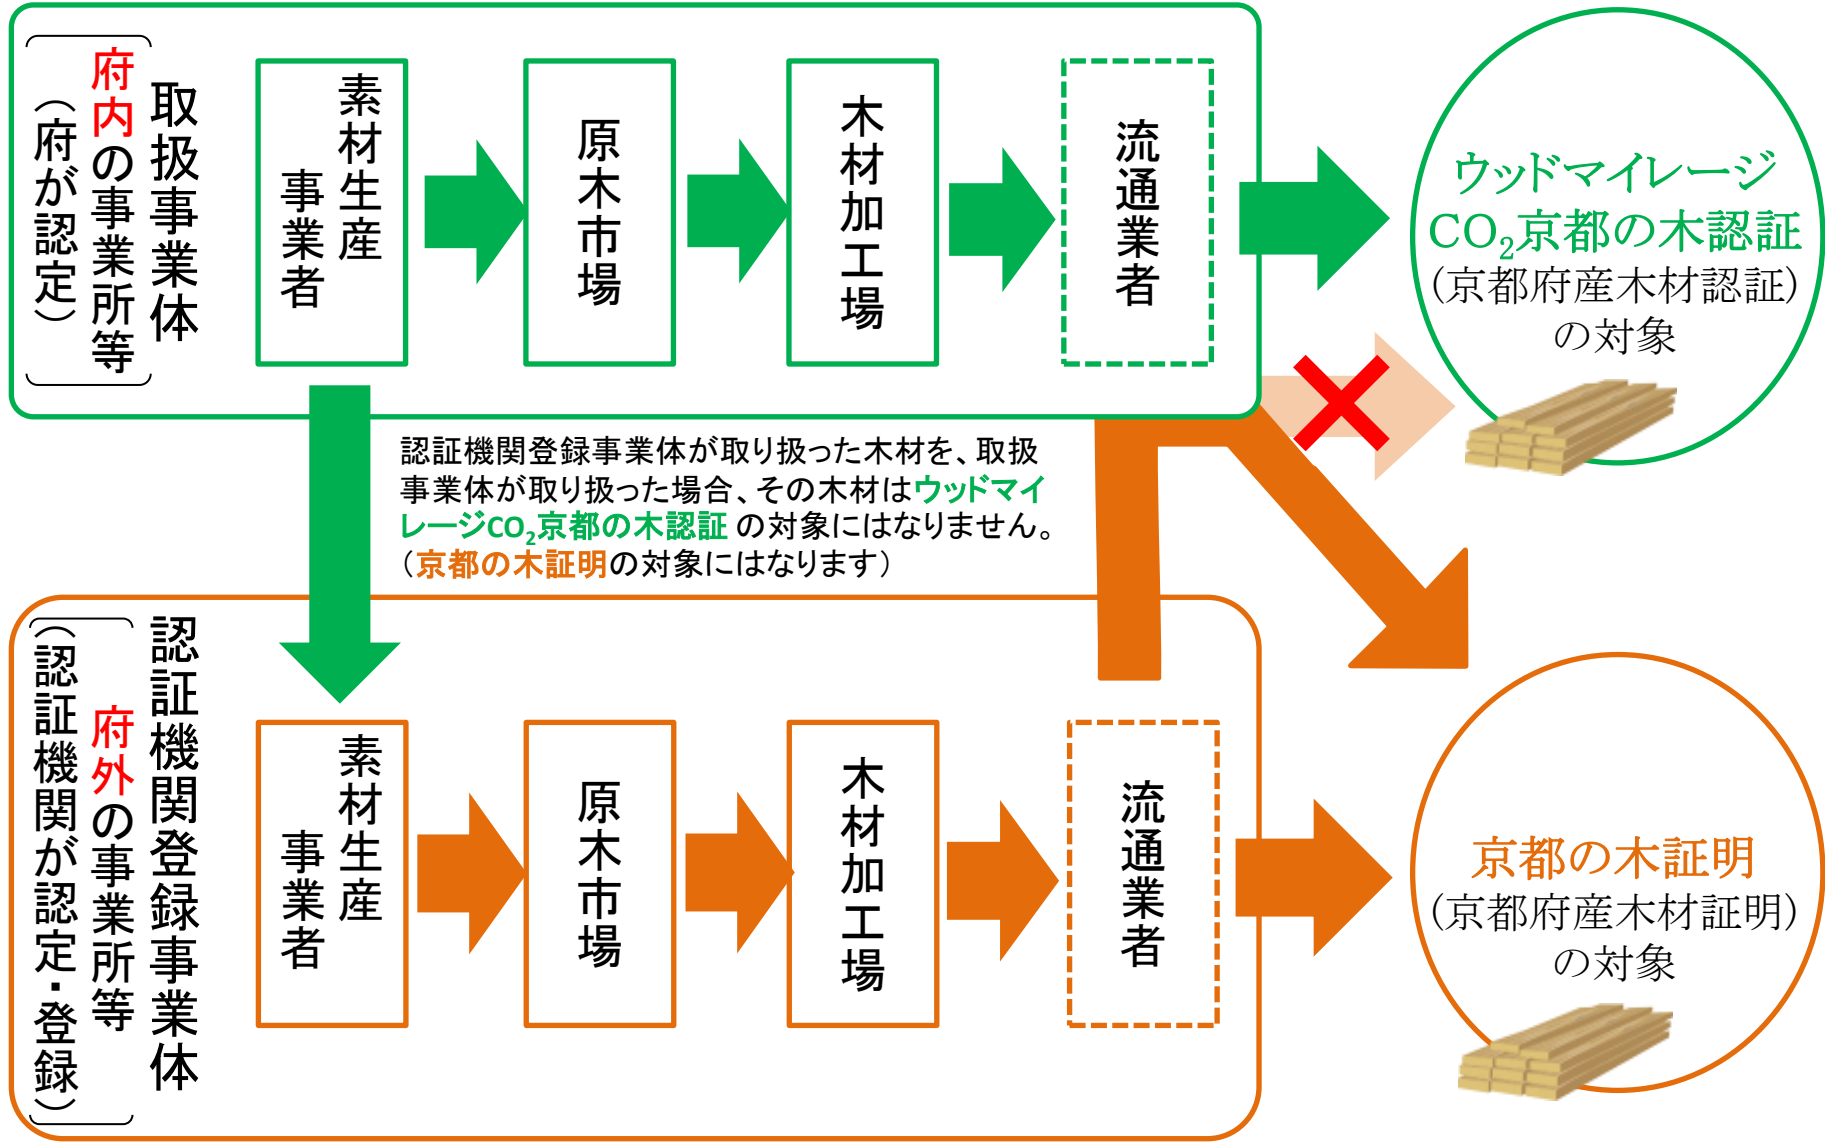 取扱事業体
府内の事業所等
（府が認定）
素材生産
事業者
原木市場
木材加工場
流通業者
ウッドマイレージ
CO₂京都の木認証
（京都府産木材認証）
の対象
認証機関登録事業体が取り扱った木材を、取扱
事業体が取り扱った場合、その木材はウッドマイ
レージCO₂京都の木認証 の対象にはなりません。
（京都の木証明の対象にはなります）
認証機関登録事業体
府外の事業所等
（認証機関が認定・登録）
素材生産
事業者
原木市場
木材加工場
流通業者
京都の木証明
（京都府産木材証明）
の対象